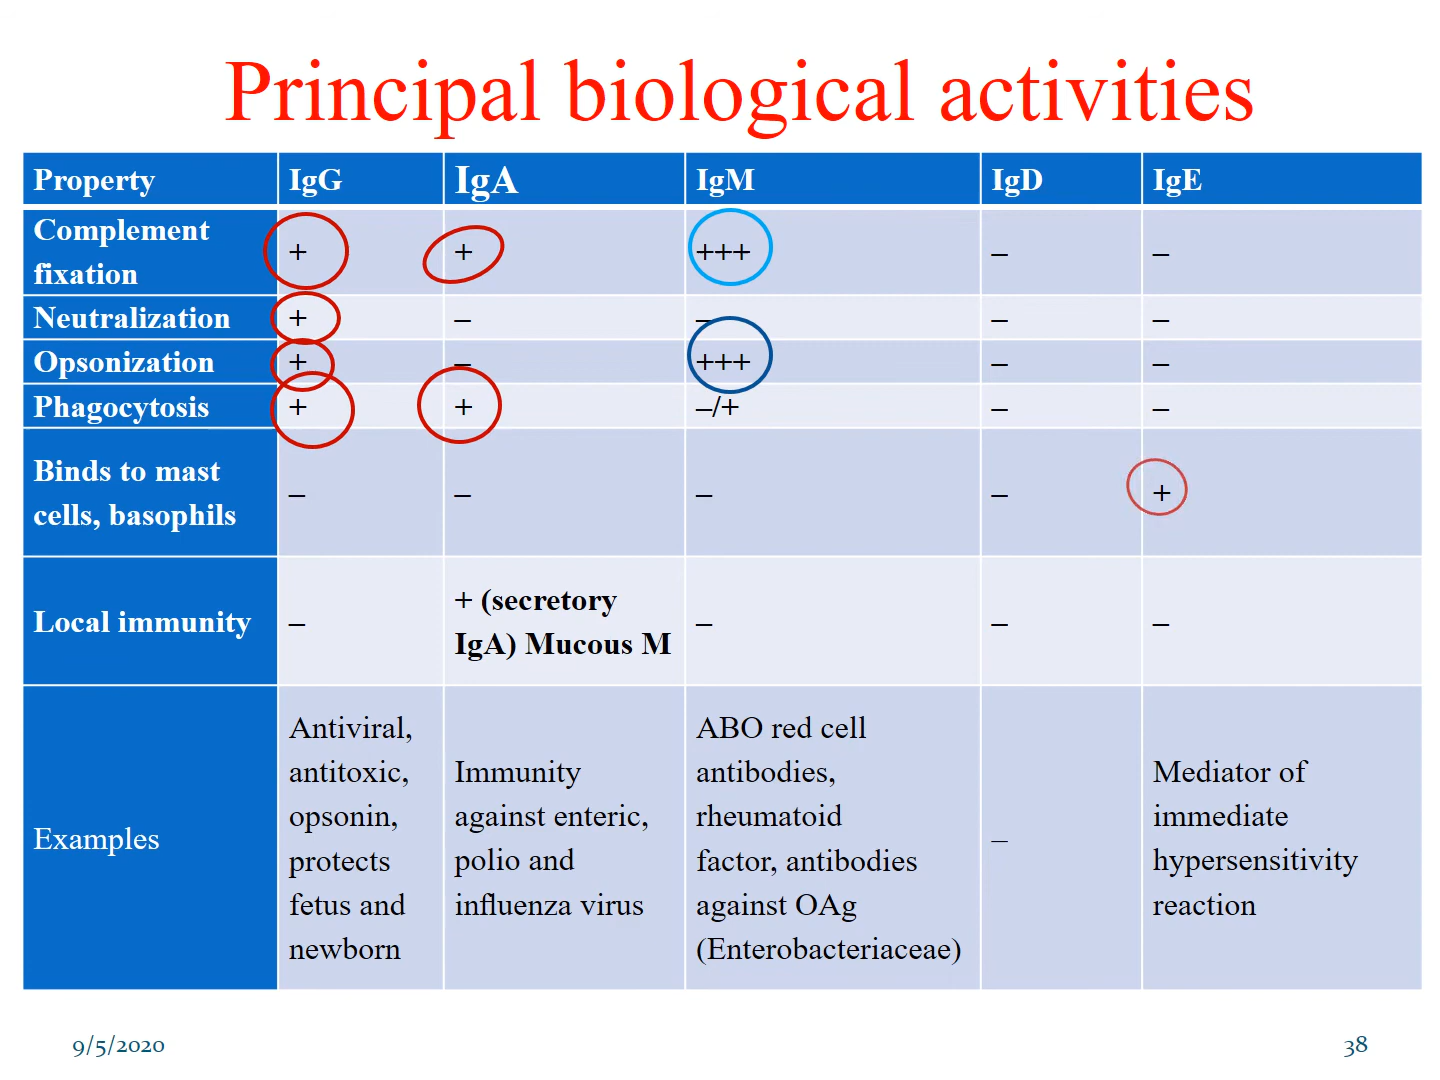 Principal biological activities
Property IgG IgA IgM IgD IgE
Complement
fixation + + +++ – –
Neutralization + – – – –
Opsonization + – +++ – –
Phagocytosis + + –/+ – –
Binds to mast
cells, basophils – – – – +
Local immunity – + (secretory
IgA) Mucous M – – –
Examples
Antiviral,
antitoxic,
opsonin,
protects
fetus and
newborn
Immunity
against enteric,
polio and
influenza virus
ABO red cell
antibodies,
rheumatoid
factor, antibodies
against OAg
(Enterobacteriaceae)
–
Mediator of
immediate
hypersensitivity
reaction
9/5/2020
38